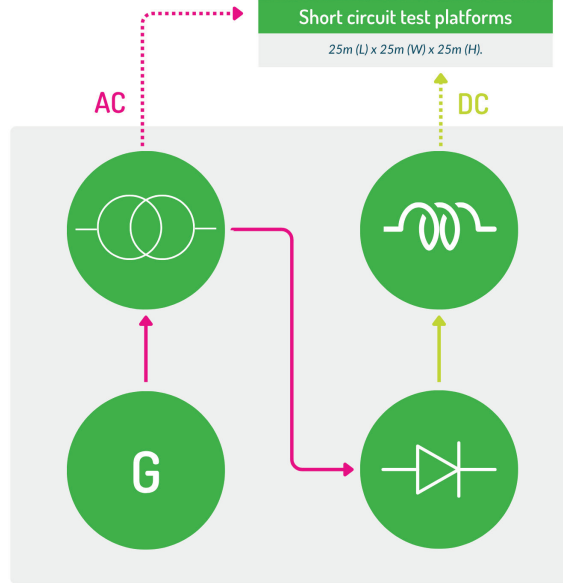 Short circuit test platforms
25m (L) x 25m (W) x 25m (H).
AC
DC
G